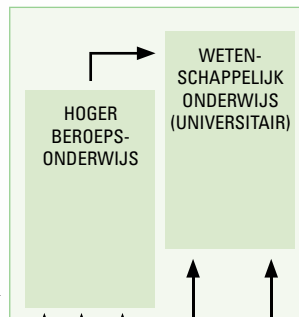 HOGER
BEROEPS-
ONDERWIJS
WETEN-
SCHAPPELIJK
ONDERWIJS
(UNIVERSITAIR)